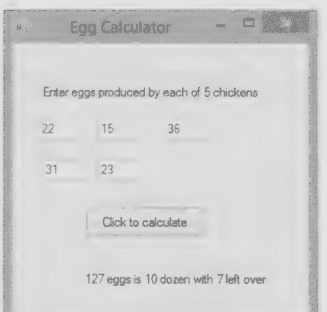 Egg Calculator
Enter eggs produced by each of 5 chickens
22 15 36
31 23
Click to calculate
127 eggs is 10 dozen with 7 left over